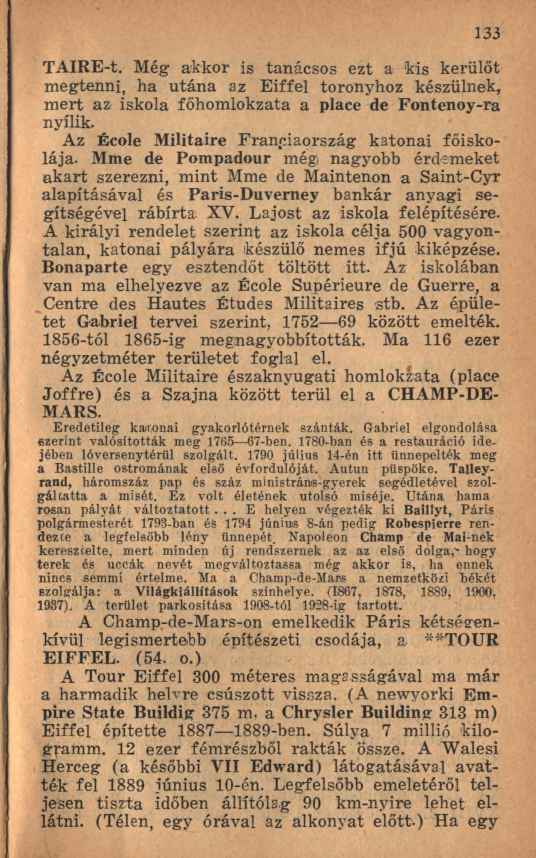 133
TAIRE-t. Még akkor is tanácsos ezt a kis kerülőt
megtenni, ha utána az Eiffel toronyhoz készülnek,
mert az iskola főhomlokzata a place de Fontenoy-ra
nyílik.
Az École Militaire Franciaország katonai főisko-
lája. Mme de Pompadour még nagyobb érdemeket
akart szerezni, mint Mme de Maintenon a Saint-Cyr
alapításával és Paris-Duverney bankár anyagi se-
gítségével rábírta XV. Lajost az iskola felépítésére.
A királyi rendelet szerint az iskola célja 500 vagyon-
talan, katonai pályára készülő nemes ifjú kiképzése.
Bonaparte egy esztendőt töltött itt. Az iskolában
van ma elhelyezve az École Supérieure de Guerre, a
Centre des Hautes Études Militaires stb. Az épüle-
tet Gabriel tervei szerint, 1752—69 között emelték.
1856-tól 1865-ig megnagyobbították. Ma 116 ezer
négyzetméter területet foglal el.
Az École Militaire északnyugati homlokzata (place
Joffre) és a Szajna között terül el a CHAMP-DE-
MARS.
Eredetileg katonai gyakorlótérnek szánták. Gabriel elgondolása
szerint valósították meg 1765—67-ben. 1780-ban és a restauráció ide-
jében lóversenytérül szolgált. 1790 július 14-én itt ünnepelték meg
a Bastille ostromának első évfordulóját. Autun püspöke. Talley-
rand, háromszáz pap és száz ministráns-gyerek segédletével szol-
gáltatta a misét. Ez volt életének utolsó miséje. Utána hama
rosan pályát változtatott . . . E helyen végezték ki Baillyt, Páris
polgármesterét 1793-ban és 1794 június 8-án pedig Robespierre ren-
dezte a legfelsőbb lény ünnepét. Napoleon Champ de Mai-nek
keresztelte, mert minden új rendszernek az az első dolga, hogy
terek és uccák nevét megváltoztassa még akkor is, ha ennek
nincs semmi értelme. Ma a Champ-de-Mars a nemzetközi békét
szolgálja: a Világkiállítások színhelye. (1867, 1878, 1889, 1900,
1937). A terület parkosítása 1908-tól 1928-ig tartott.
A Champ-de-Mars-on emelkedik Páris kétségen-
kívül legismertebb építészeti csodája, a **TOUR
EIFFEL. (54. o.)
A Tour Eiffel 300 méteres magasságával ma már
a harmadik helyre csúszott vissza. (A newyorki Em-
pire State Buildig 375 m. a Chrysler Building 313 m)
Eiffel építette 1887—1889-ben. Súlya 7 millió kilo-
gramm. 12 ezer fémrészből rakták össze. A Walesi
Herceg (a későbbi VII Edward) látogatásával avat-
ták fel 1889 június 10-én. Legfelsőbb emeletéről tel-
jesen tiszta időben állítólag 90 km-nyire lehet el-
látni. (Télen, egy órával az alkonyat előtt.) Ha egy